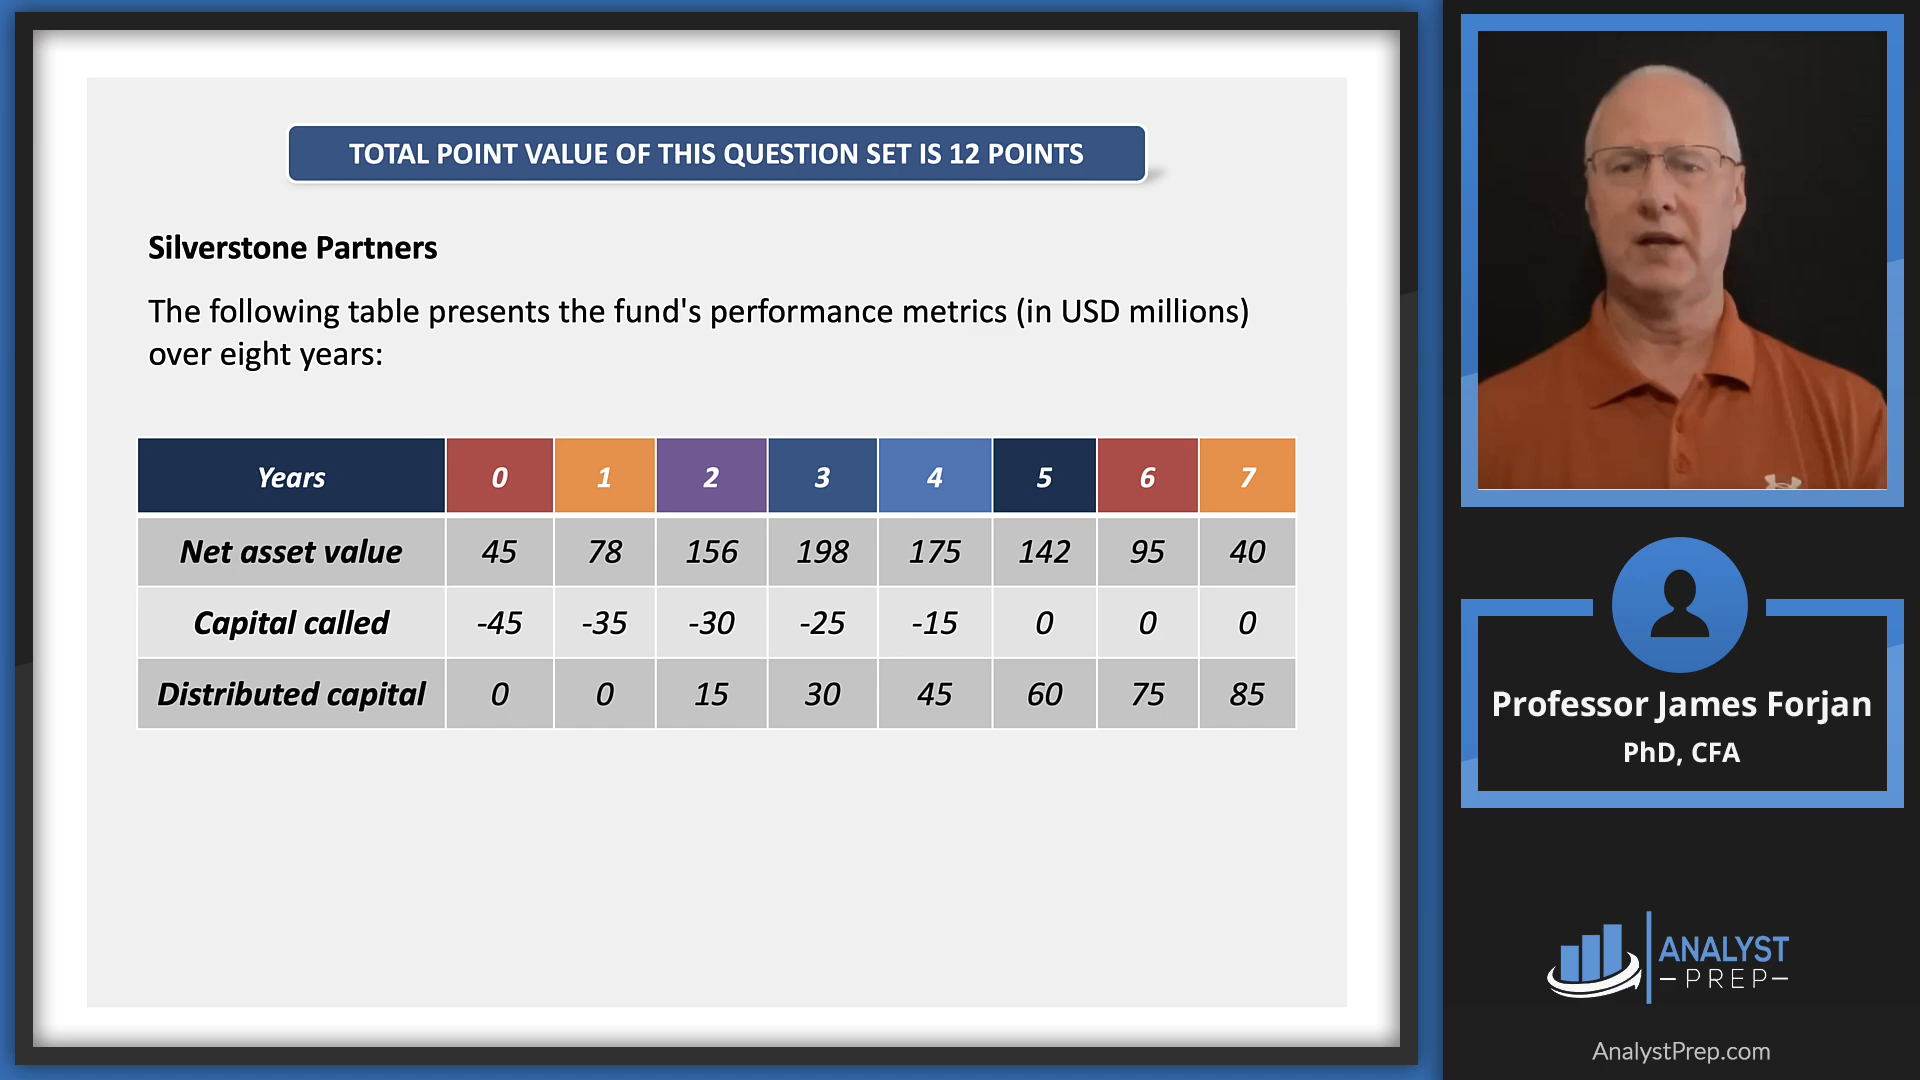 TOTAL POINT VALUE OF THIS QUESTION SET IS 12 POINTS
Silverstone Partners
The following table presents the fund's performance metrics (in USD millions)
over eight years:
Years 0 1 2 3 4 5 6 7
Net asset value 45 78 156 198 175 142 95 40
Capital called -45 -35 -30 -25 -15 0 0 0
Distributed capital 0 0 15 30 45 60 75 85
Professor James Forjan
PhD, CFA
ANALYST
PREP
AnalystPrep.com